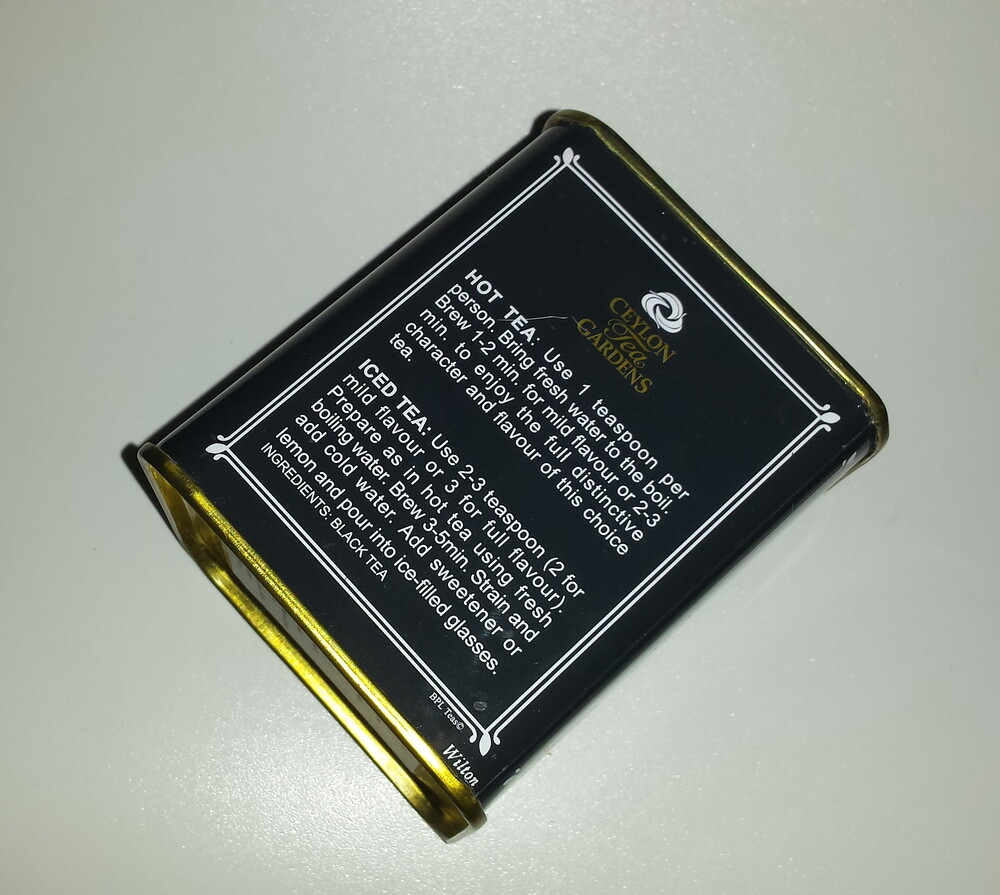 CEYLON
Tea
GARDENS
HOT TEA: Use 1 teaspoon per
person. Bring fresh water to the boil.
Brew 1-2 min. for mild flavour or 2-3
min. to enjoy the full distinctive
character and flavour of this choice
tea.
ICED TEA: Use 2-3 teaspoon (2 for
mild flavour or 3 for full flavour).
Prepare as in hot tea using fresh
boiling water. Brew 3-5min. Strain and
add cold water. Add sweetener or
lemon and pour into ice-filled glasses.
INGREDIENTS: BLACK TEA
BPL Teas©
Wilton